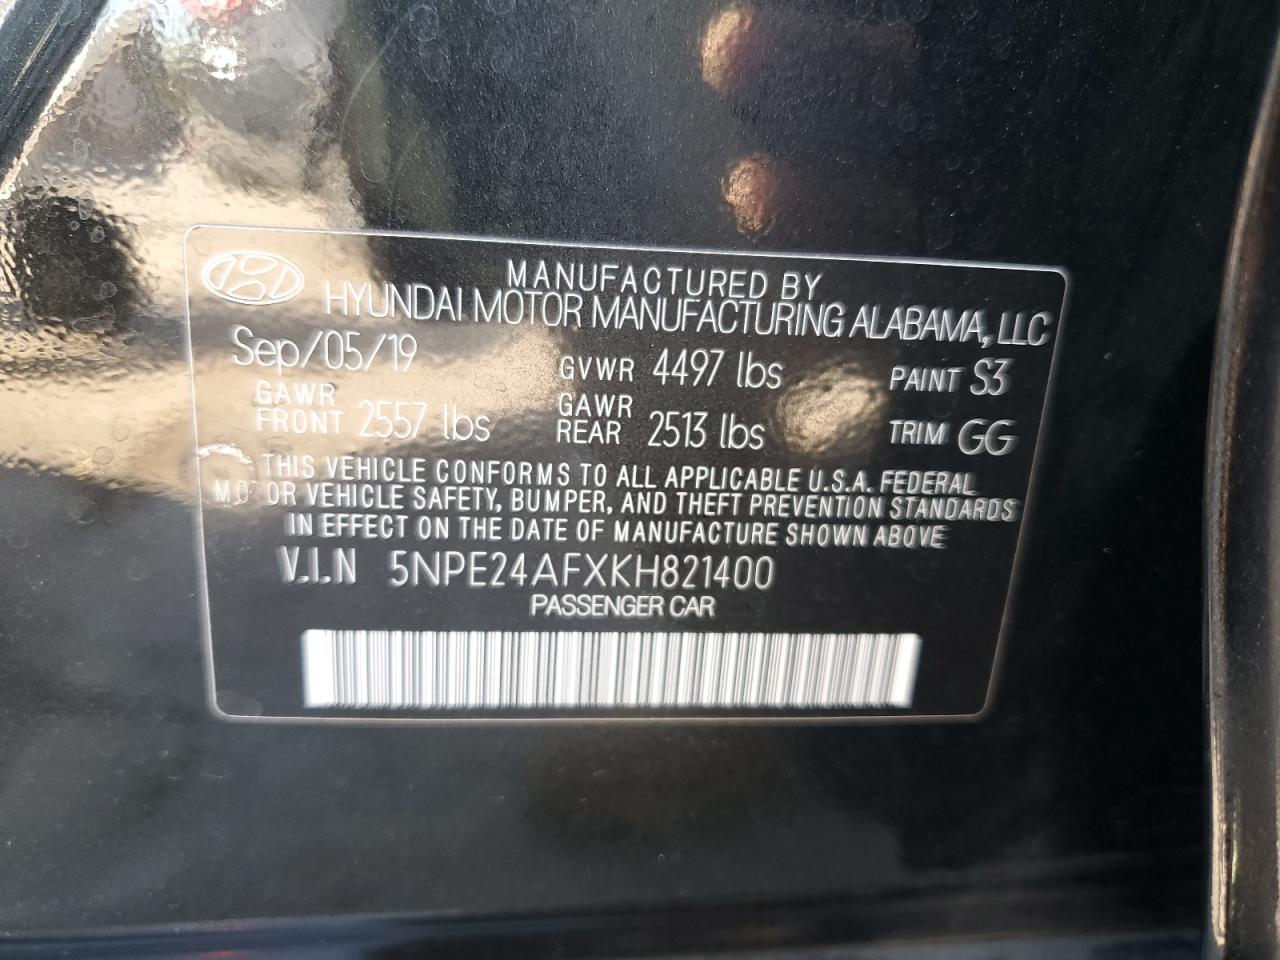 MANUFACTURED BY
HYUNDAI MOTOR MANUFACTURING ALABAMA, LLC
Sep/05/19 GVWR 4497 lbs PAINT S3
GAWR FRONT 2557 lbs GAWR REAR 2513 lbs TRIM GG
THIS VEHICLE CONFORMS TO ALL APPLICABLE U.S.A. FEDERAL
MOTOR VEHICLE SAFETY, BUMPER, AND THEFT PREVENTION STANDARDS
IN EFFECT ON THE DATE OF MANUFACTURE SHOWN ABOVE
V.I.N 5NPE24AFXKH821400
PASSENGER CAR